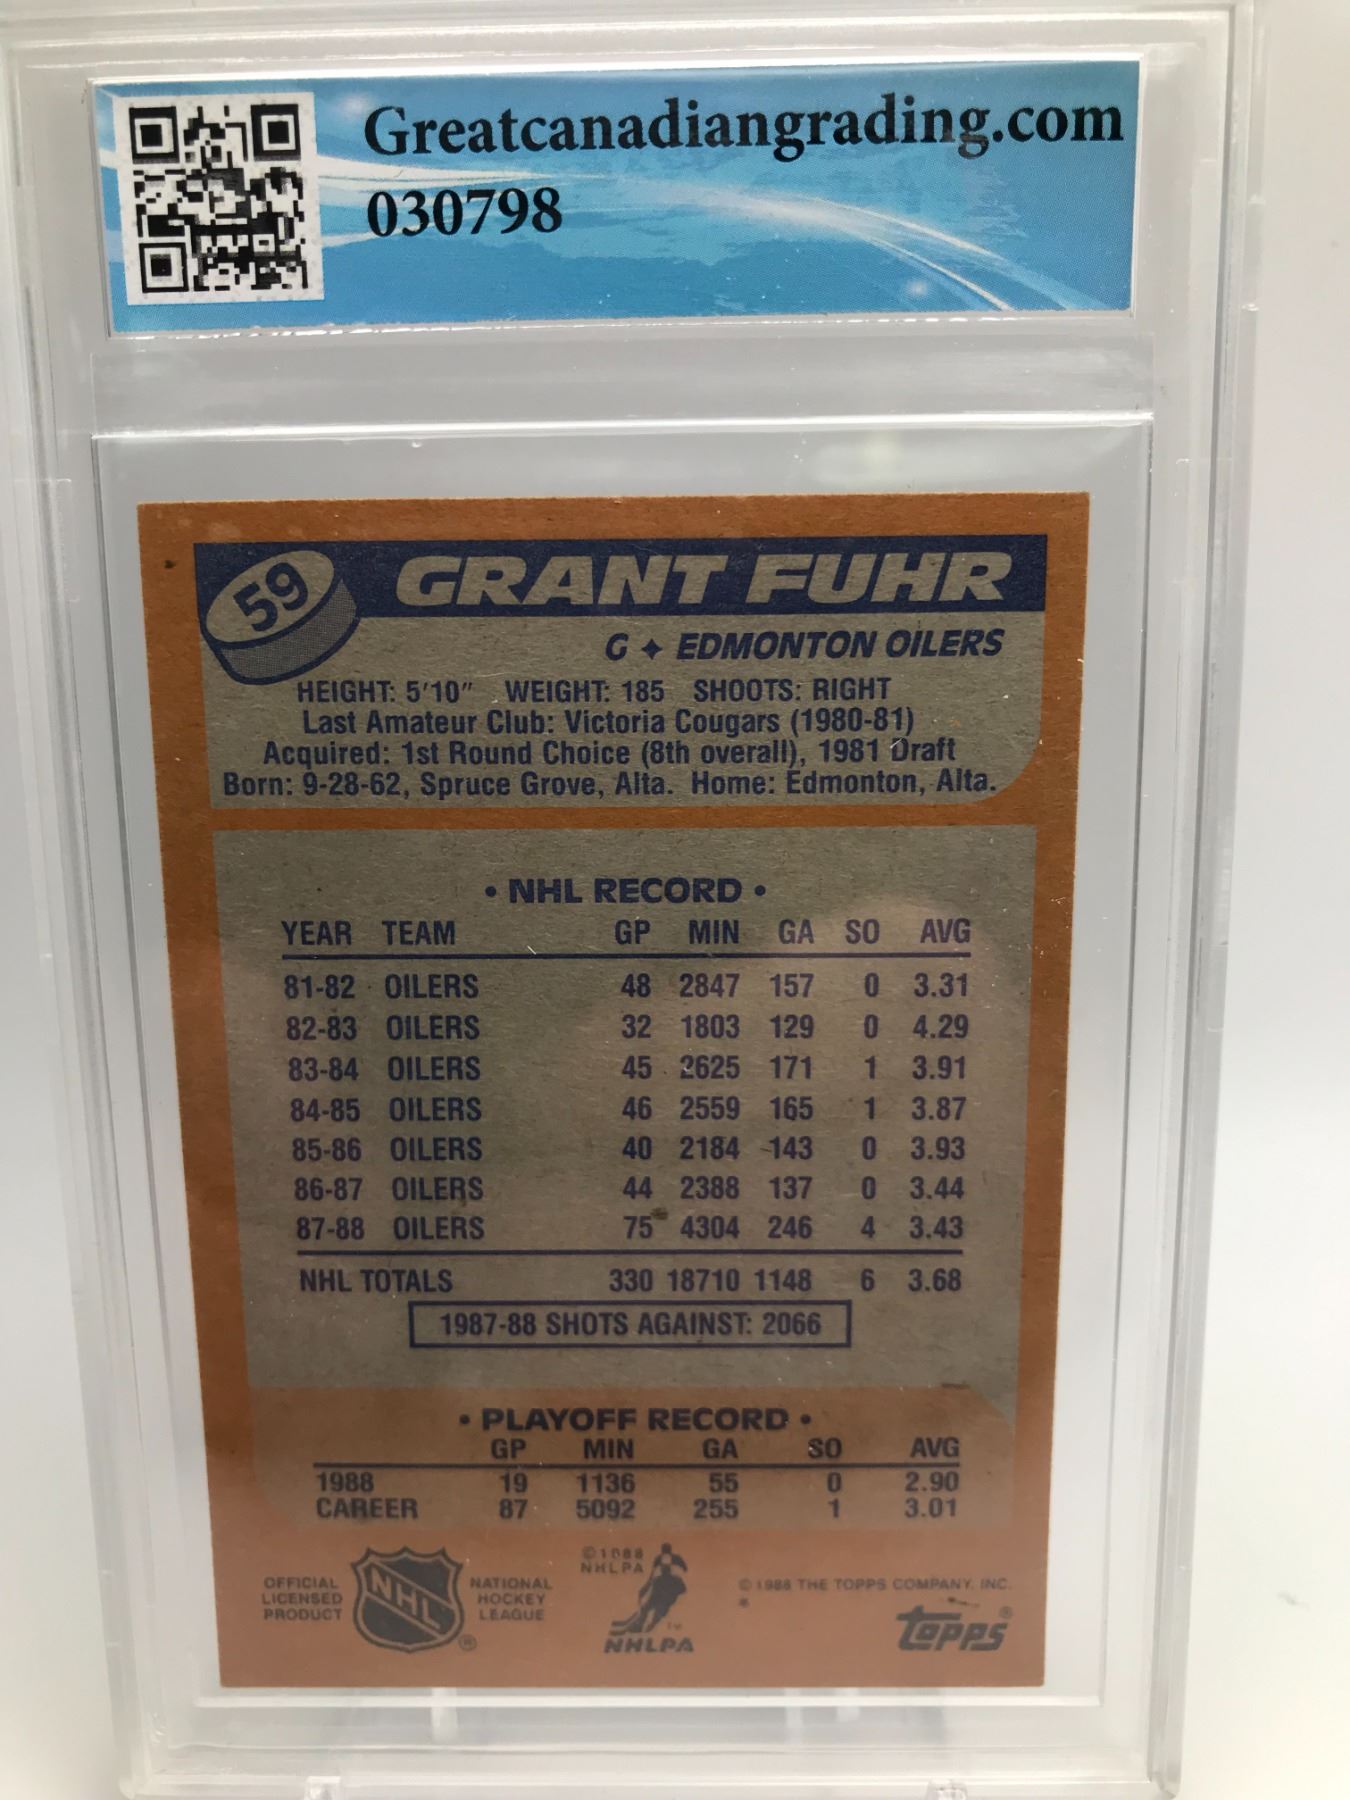 Greatcanadiangrading.com
030798
59 GRANT FUHR
G ✦ EDMONTON OILERS
HEIGHT: 5'10" WEIGHT: 185 SHOOTS: RIGHT
Last Amateur Club: Victoria Cougars (1980-81)
Acquired: 1st Round Choice (8th overall), 1981 Draft
Born: 9-28-62, Spruce Grove, Alta. Home: Edmonton, Alta.
• NHL RECORD •
YEAR TEAM GP MIN GA SO AVG
81-82 OILERS 48 2847 157 0 3.31
82-83 OILERS 32 1803 129 0 4.29
83-84 OILERS 45 2625 171 1 3.91
84-85 OILERS 46 2559 165 1 3.87
85-86 OILERS 40 2184 143 0 3.93
86-87 OILERS 44 2388 137 0 3.44
87-88 OILERS 75 4304 246 4 3.43
NHL TOTALS 330 18710 1148 6 3.68
1987-88 SHOTS AGAINST: 2066
• PLAYOFF RECORD •
GP MIN GA SO AVG
1988 19 1136 55 0 2.90
CAREER 87 5092 255 1 3.01
OFFICIAL
LICENSED
PRODUCT
NHL
®
NATIONAL
HOCKEY
LEAGUE
©1988
NHLPA
TM
NHLPA
© 1988 THE TOPPS COMPANY, INC.
*
topps®